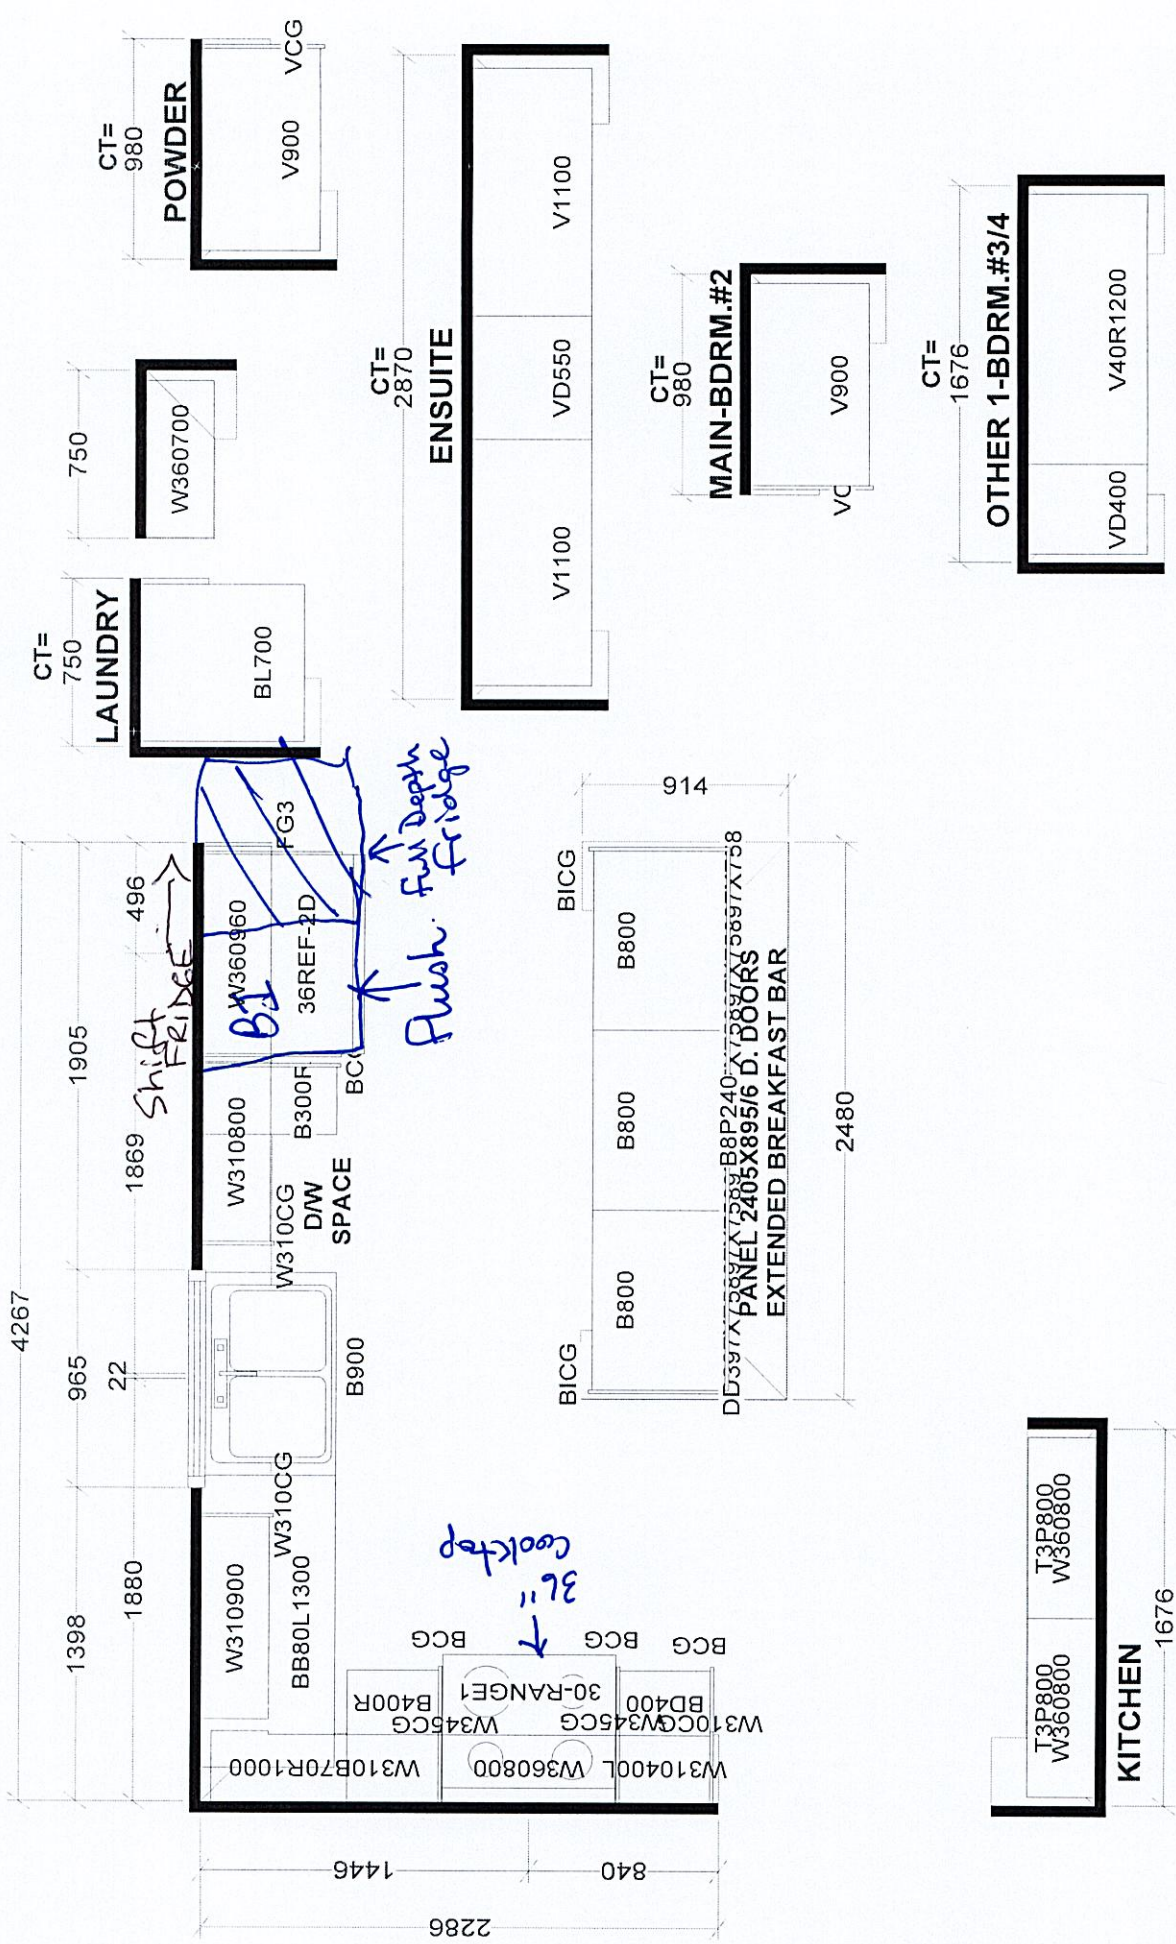 4267
1398
965
1905
1880
22
1869
496
Shift
FRIDGE
W310900
W310CG
BB80L1300
B900
W310CG
D/W
SPACE
W310800
B300R
W360960
36REF-2D
FG3
BI
Flush.
Full Depth
Fridge
W310B70R1000
B400R
BCG
W345CG
30-RANGE1
W360800
W345CG
BCG
BD400
W310CG
BCG
W310400L
36"
Cooktop
1446
840
2286
CT=
750
LAUNDRY
BL700
750
W360700
CT=
980
POWDER
V900
VCG
CT=
2870
ENSUITE
V1100
VD550
V1100
CT=
980
MAIN-BDRM.#2
V900
CT=
1676
OTHER 1-BDRM.#3/4
VD400
V40R1200
BICG
BICG
B800
B800
B800
914
PANEL 2405X895/6 D. DOORS
EXTENDED BREAKFAST BAR
2480
T3P800
W360800
T3P800
W360800
KITCHEN
1676